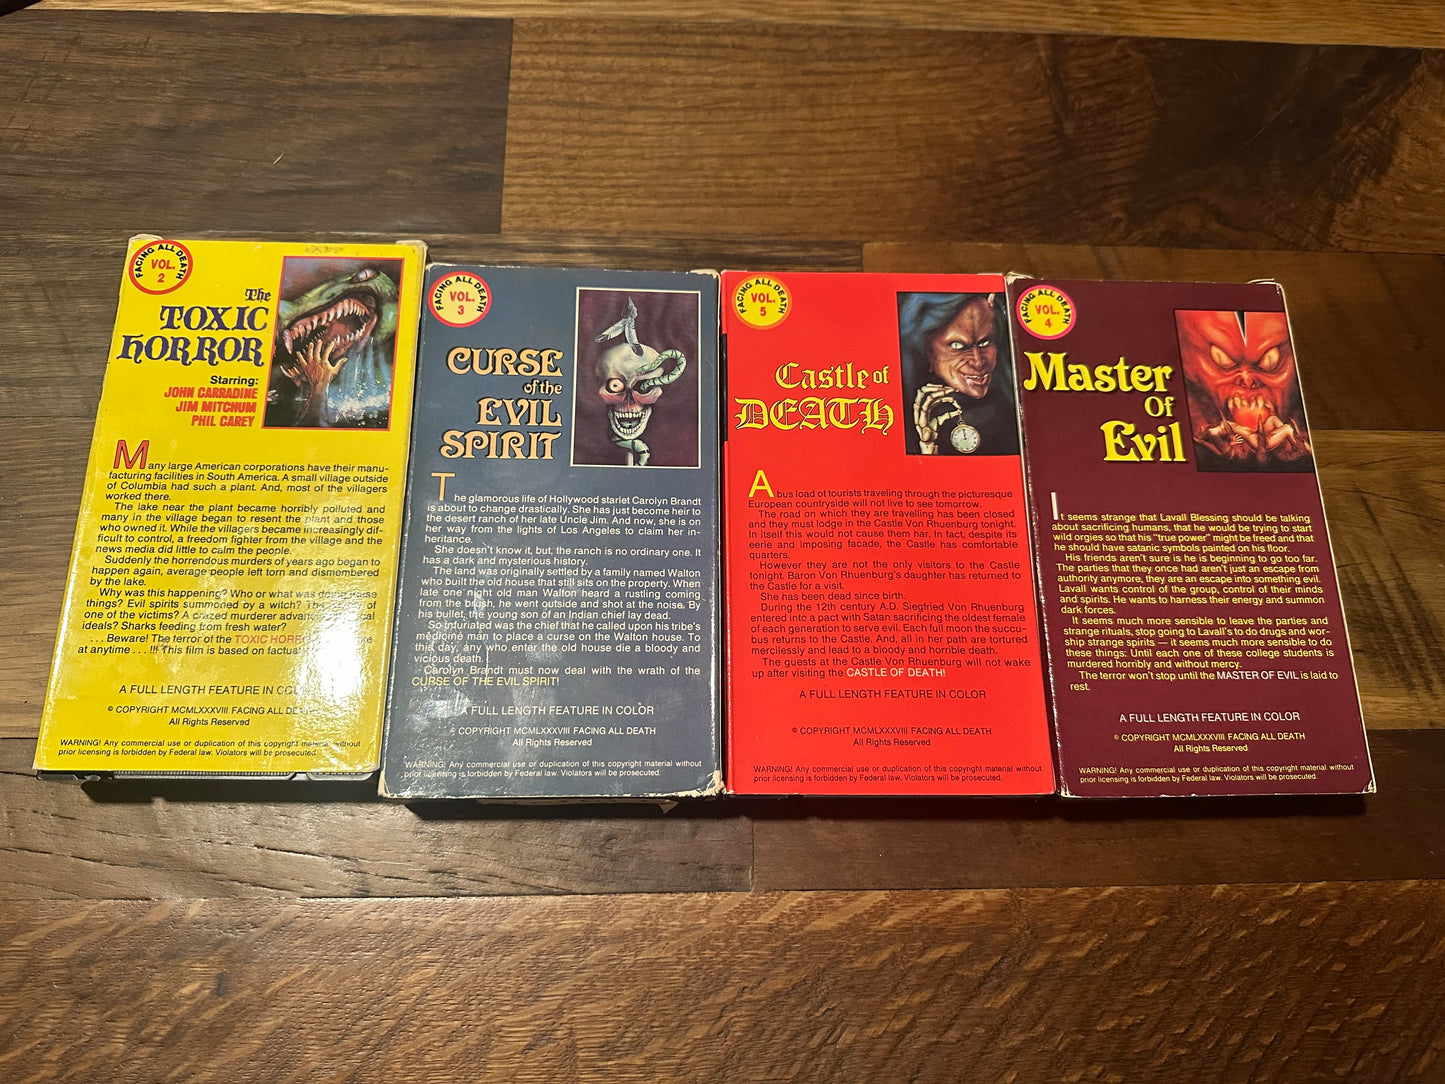 FACING ALL DEATH
VOL.
2
The
TOXIC
HORROR
Starring:
JOHN CARRADINE
JIM MITCHUM
PHIL CAREY
Many large American corporations have their manu-
facturing facilities in South America. A small village outside
of Columbia had such a plant. And, most of the villagers
worked there.
The lake near the plant became horribly polluted and
many in the village began to resent the plant and those
who owned it. While the villagers became increasingly dif-
ficult to control, a freedom fighter from the village and the
news media did little to calm the people.
Suddenly the horrendous murders of years ago began to
happen again, average people left torn and dismembered
by the lake.
Why was this happening? Who or what was doing these
things? Evil spirits summoned by a witch? The of
one of the victims? A crazed murderer
ideals? Sharks feeding from fresh water?
. . . Beware! The terror of the TOXIC
at anytime . . . !!! This film is based on
A FULL LENGTH FEATURE IN
© COPYRIGHT MCMLXXXVIII FACING ALL
All Rights Reserved
WARNING! Any commercial use or duplication of this copyright material without
prior licensing is forbidden by Federal law. Violators will be prosecuted.
FACING ALL DEATH
VOL.
3
CURSE
of the
EVIL
SPIRIT
The glamorous life of Hollywood starlet Carolyn Brandt
is about to change drastically. She has just become heir to
the desert ranch of her late Uncle Jim. And now, she is on
her way from the lights of Los Angeles to claim her in-
heritance.
She doesn't know it, but, the ranch is no ordinary one. It
has a dark and mysterious history.
The land was originally settled by a family named Walton
who built the old house that still sits on the property. When
late one night old man Walton heard a rustling coming
from the brush, he went outside and shot at the noise. By
his bullet, the young son of an Indian chief lay dead.
So infuriated was the chief that he called upon his tribe's
medicine man to place a curse on the Walton house. To
this day, any who enter the old house die a bloody and
vicious death.
Carolyn Brandt must now deal with the wrath of the
CURSE OF THE EVIL SPIRIT!
A FULL LENGTH FEATURE IN COLOR
© COPYRIGHT MCMLXXXVIII FACING ALL DEATH
All Rights Reserved
WARNING! Any commercial use or duplication of this copyright material without
prior licensing is forbidden by Federal law. Violators will be prosecuted.
FACING ALL DEATH
VOL.
5
Castle of
DEATH
A bus load of tourists traveling through the picturesque
European countryside will not live to see tomorrow.
The road on which they are travelling has been closed
and they must lodge in the Castle Von Rhuenburg tonight.
In itself this would not cause them har. In fact, despite its
eerie and imposing facade, the Castle has comfortable
quarters.
However they are not the only visitors to the Castle
tonight. Baron Von Rhuenburg's daughter has returned to
the Castle for a visit.
She has been dead since birth.
During the 12th century A.D. Siegfried Von Rhuenburg
entered into a pact with Satan sacrificing the oldest female
of each generation to serve evil. Each full moon the succu-
bus returns to the Castle. And, all in her path are tortured
mercilessly and lead to a bloody and horrible death.
The guests at the Castle Von Rhuenburg will not wake
up after visiting the CASTLE OF DEATH!
A FULL LENGTH FEATURE IN COLOR
© COPYRIGHT MCMLXXXVIII FACING ALL DEATH
All Rights Reserved
WARNING! Any commercial use or duplication of this copyright material without
prior licensing is forbidden by Federal law. Violators will be prosecuted.
FACING ALL DEATH
VOL.
4
Master
Of
Evil
It seems strange that Lavall Blessing should be talking
about sacrificing humans, that he would be trying to start
wild orgies so that his "true power" might be freed and that
he should have satanic symbols painted on his floor.
His friends aren't sure is he is beginning to go too far.
The parties that they once had aren't just an escape from
authority anymore, they are an escape into something evil.
Lavall wants control of the group, control of their minds
and spirits. He wants to harness their energy and summon
dark forces.
It seems much more sensible to leave the parties and
strange rituals, stop going to Lavall's to do drugs and wor-
ship strange spirits — it seems much more sensible to do
these things: Until each one of these college students is
murdered horribly and without mercy.
The terror won't stop until the MASTER OF EVIL is laid to
rest.
A FULL LENGTH FEATURE IN COLOR
© COPYRIGHT MCMLXXXVIII FACING ALL DEATH
All Rights Reserved
WARNING! Any commercial use or duplication of this copyright material without
prior licensing is forbidden by Federal law. Violators will be prosecuted.